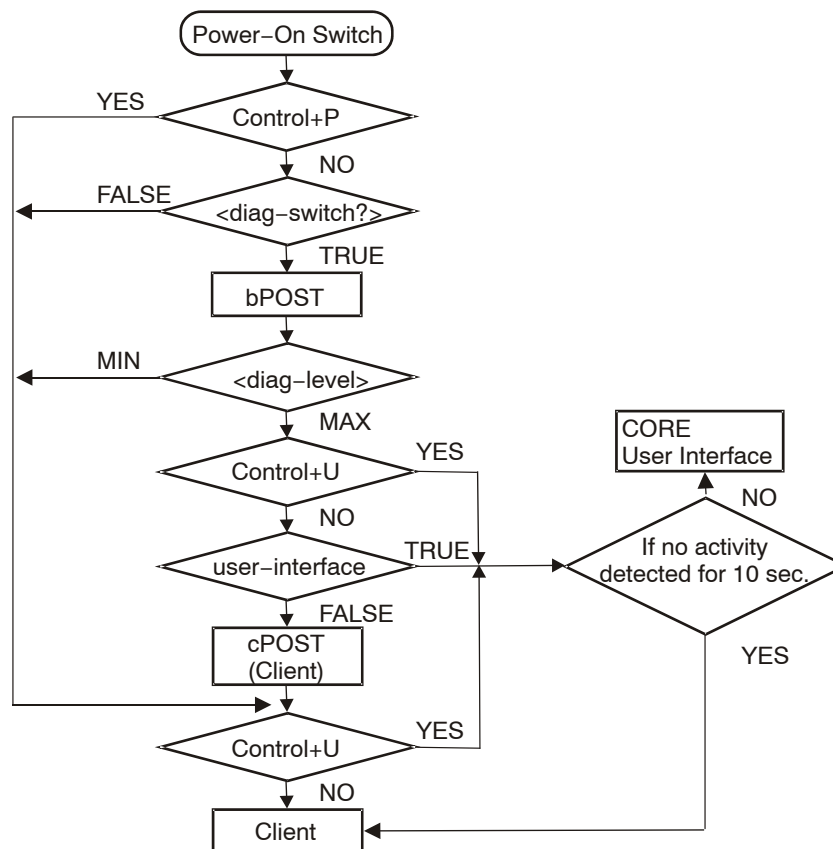 Power−On Switch
YES
Control+P
NO
FALSE
<diag−switch?>
TRUE
bPOST
MIN
<diag−level>
MAX
Control+U
YES
NO
user−interface
TRUE
FALSE
cPOST
(Client)
Control+U
YES
NO
Client
CORE
User Interface
NO
If no activity
detected for 10 sec.
YES